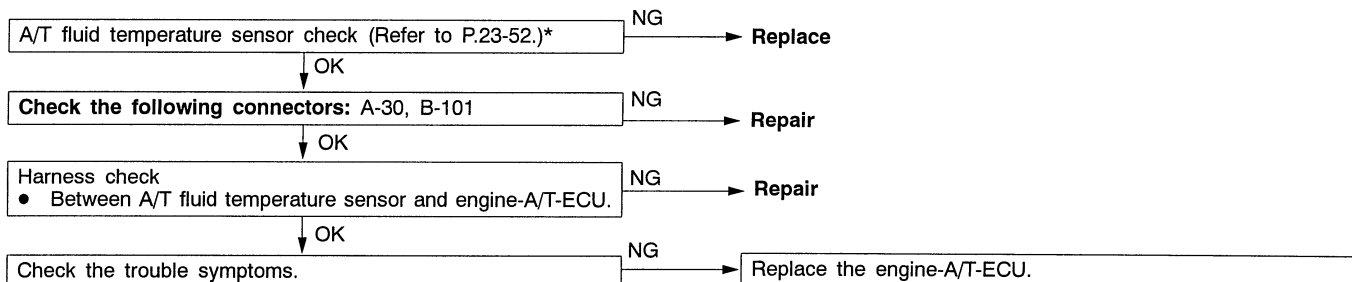 A/T fluid temperature sensor check (Refer to P.23-52.)*
NG
Replace
OK
Check the following connectors: A-30, B-101
NG
Repair
OK
Harness check
● Between A/T fluid temperature sensor and engine-A/T-ECU.
NG
Repair
OK
Check the trouble symptoms.
NG
Replace the engine-A/T-ECU.